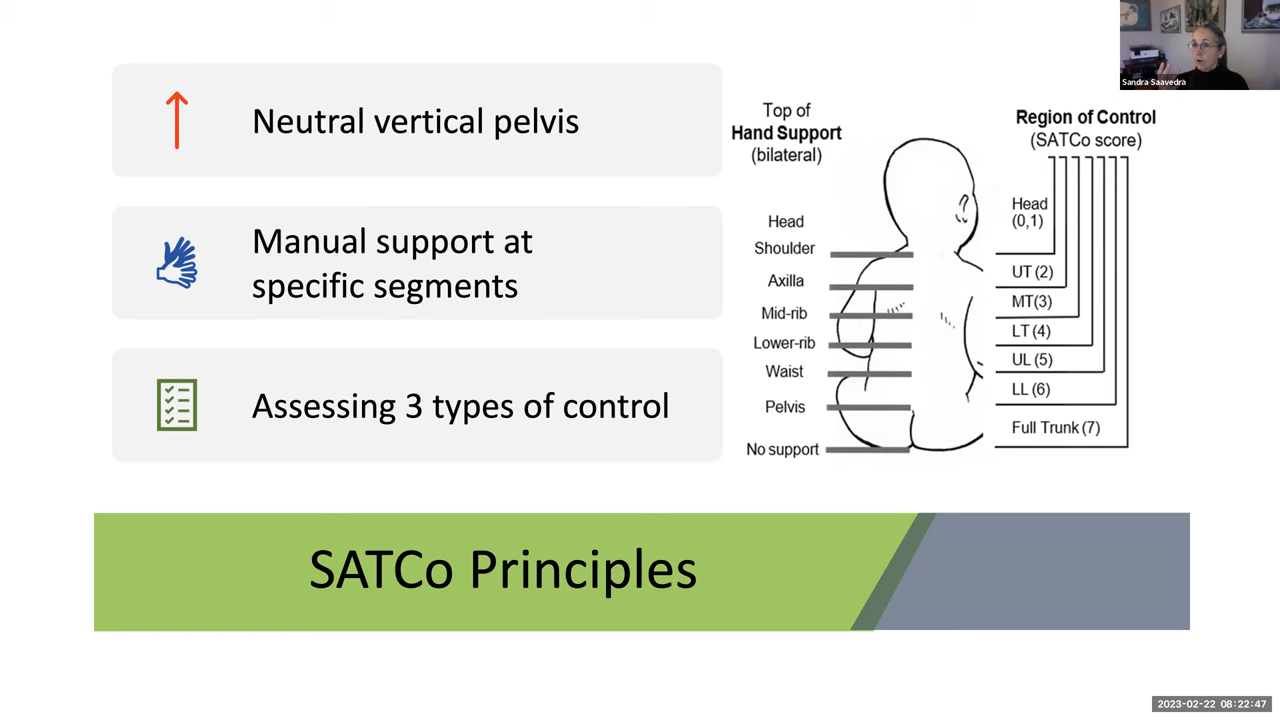 Sandra Saavedra
Neutral vertical pelvis
Manual support at
specific segments
Assessing 3 types of control
Top of
Hand Support
(bilateral)
Head
Shoulder
Axilla
Mid-rib
Lower-rib
Waist
Pelvis
No support
Region of Control
(SATCo score)
Head
(0,1)
UT (2)
MT(3)
LT (4)
UL (5)
LL (6)
Full Trunk (7)
SATCo Principles
2023-02-22 08:22:47